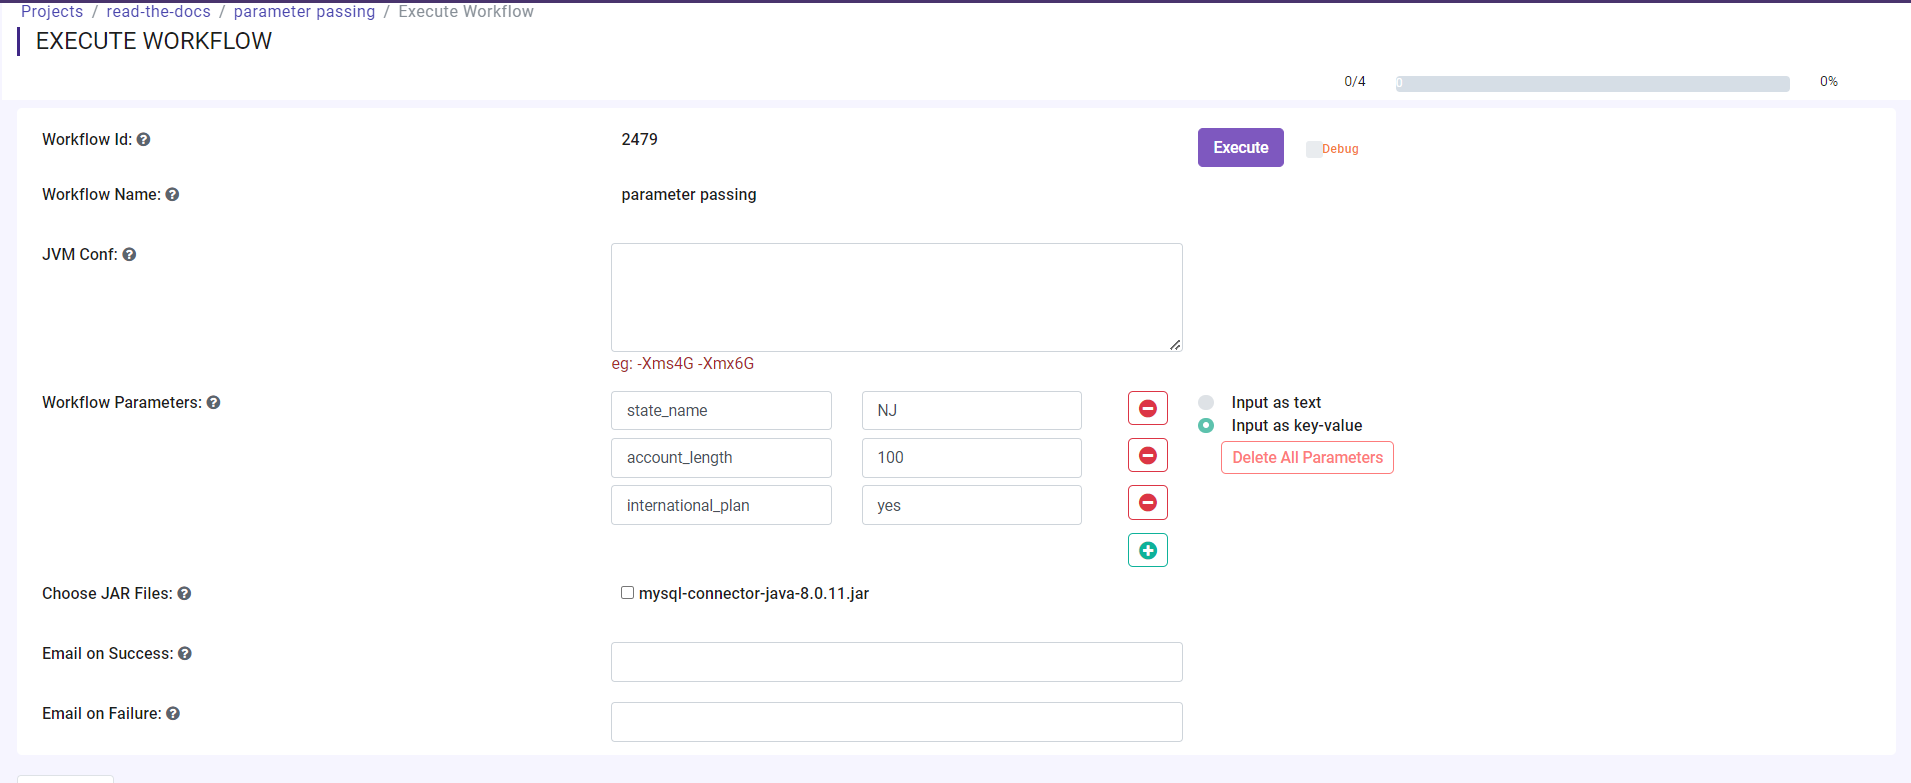 Projects / read-the-docs / parameter passing / Execute Workflow
EXECUTE WORKFLOW
0/4 0 0%
Workflow Id: 2479 Execute Debug
Workflow Name: parameter passing
JVM Conf:
eg: -Xms4G -Xmx6G
Workflow Parameters: state_name NJ Input as text
Input as key-value
account_length 100 Delete All Parameters
international_plan yes
Choose JAR Files: mysql-connector-java-8.0.11.jar
Email on Success:
Email on Failure: